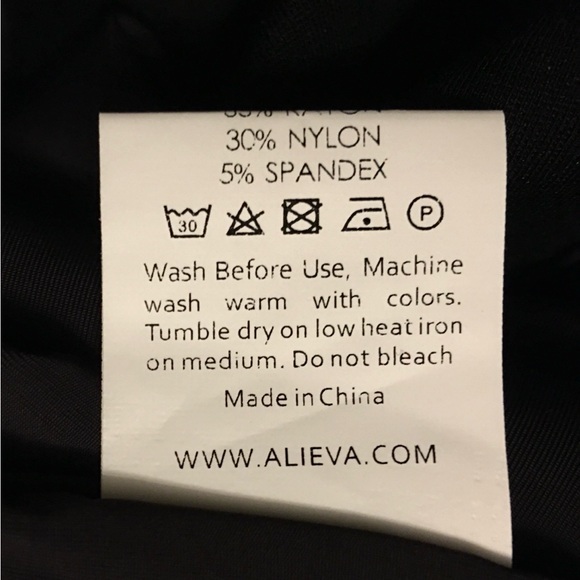 30% NYLON
5% SPANDEX
30 P
Wash Before Use, Machine
wash warm with colors.
Tumble dry on low heat iron
on medium. Do not bleach
Made in China
WWW.ALIEVA.COM